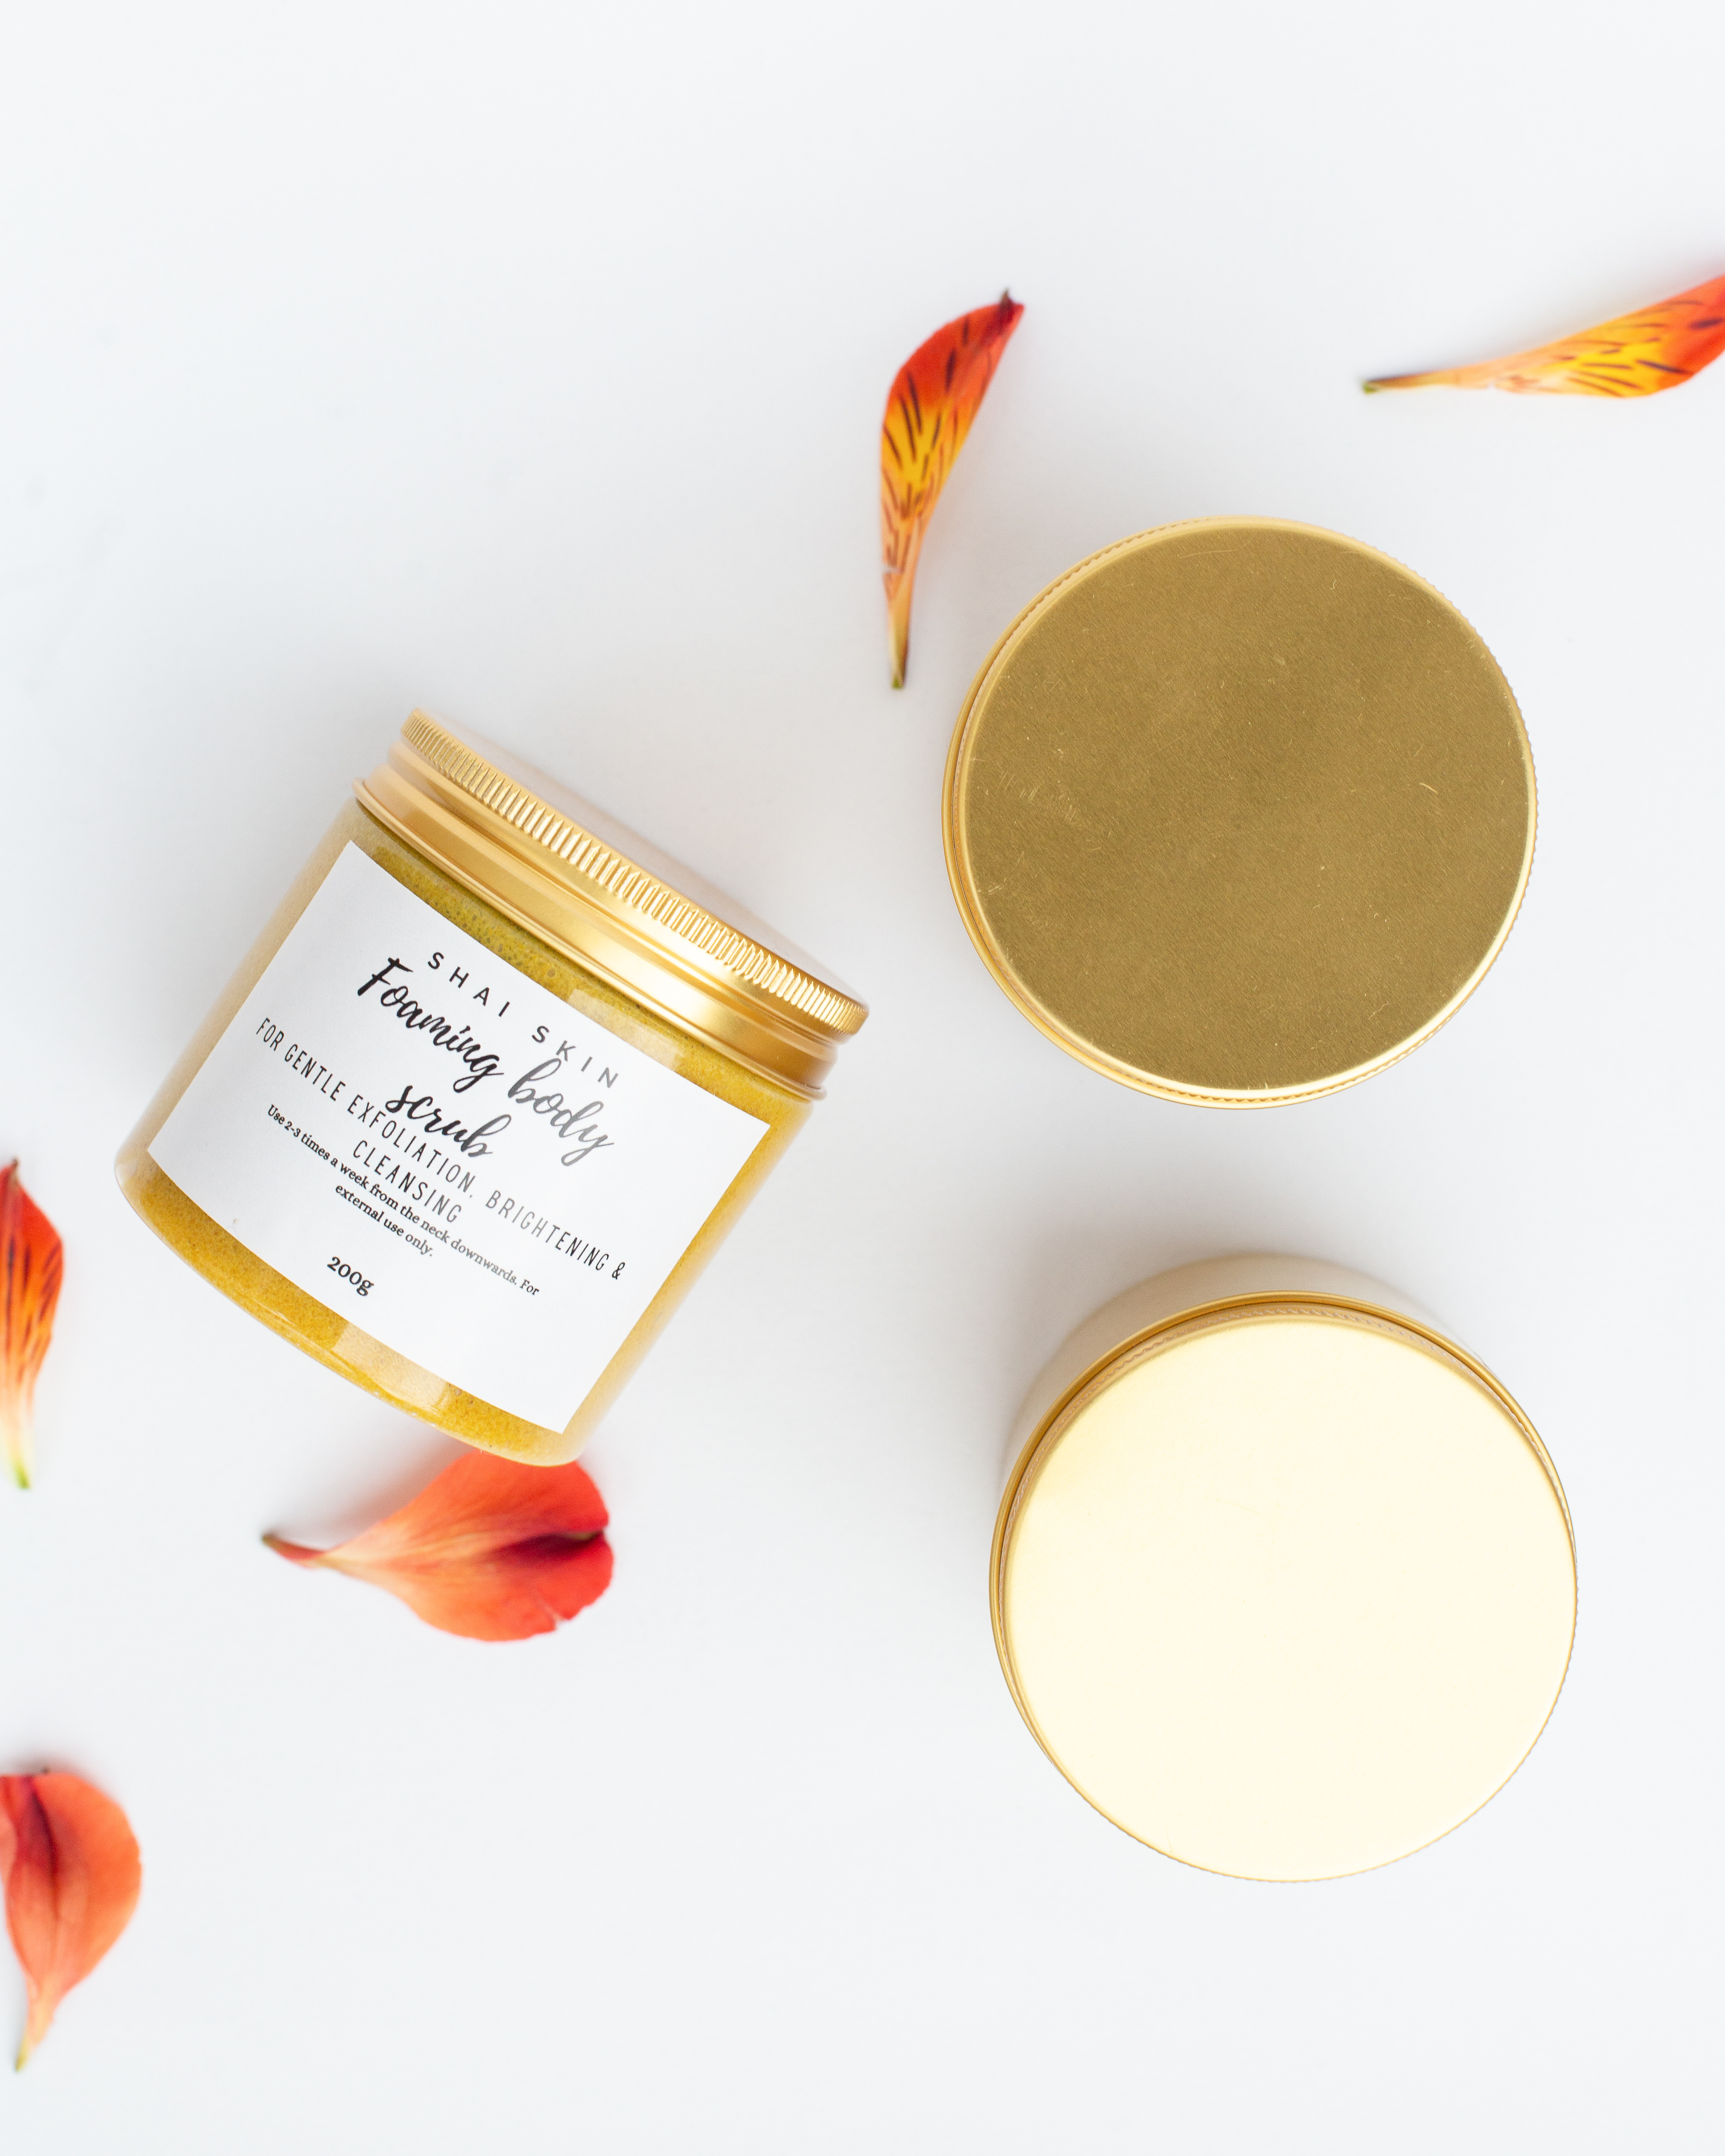 SHAI SKIN
Foaming body
scrub
FOR GENTLE EXFOLIATION, BRIGHTENING &
CLEANSING
Use 2-3 times a week from the neck downwards. For
external use only.
200g